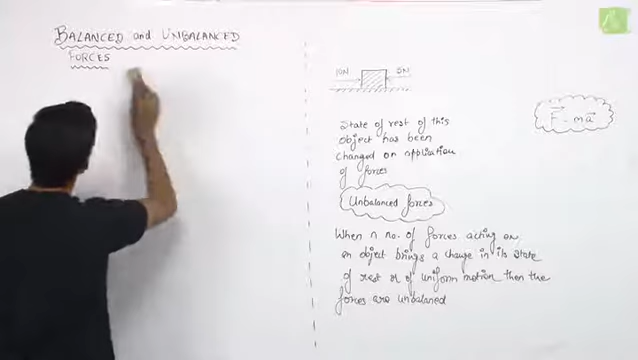 BALANCED and UNBALANCED
FORCES
10N
5N
State of rest of this
object has been
changed on application
of forces
Unbalanced forces
F = ma
When n no. of forces acting on
an object brings a change in its state
of rest or of uniform motion then the
forces are unbalaned